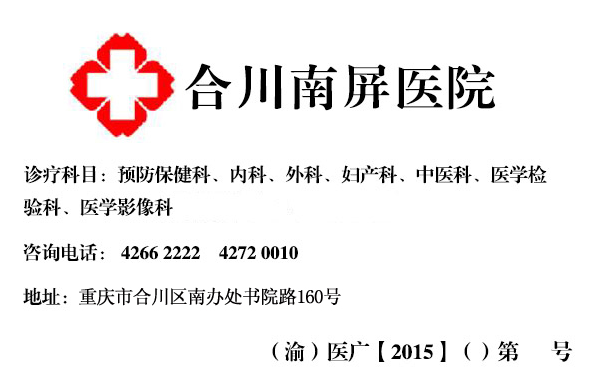 合川南屏医院
诊疗科目：预防保健科、内科、外科、妇产科、中医科、医学检
验科、医学影像科
咨询电话： 4266 2222 4272 0010
地址：重庆市合川区南办处书院路160号
（渝）医广【2015】（ ）第 号